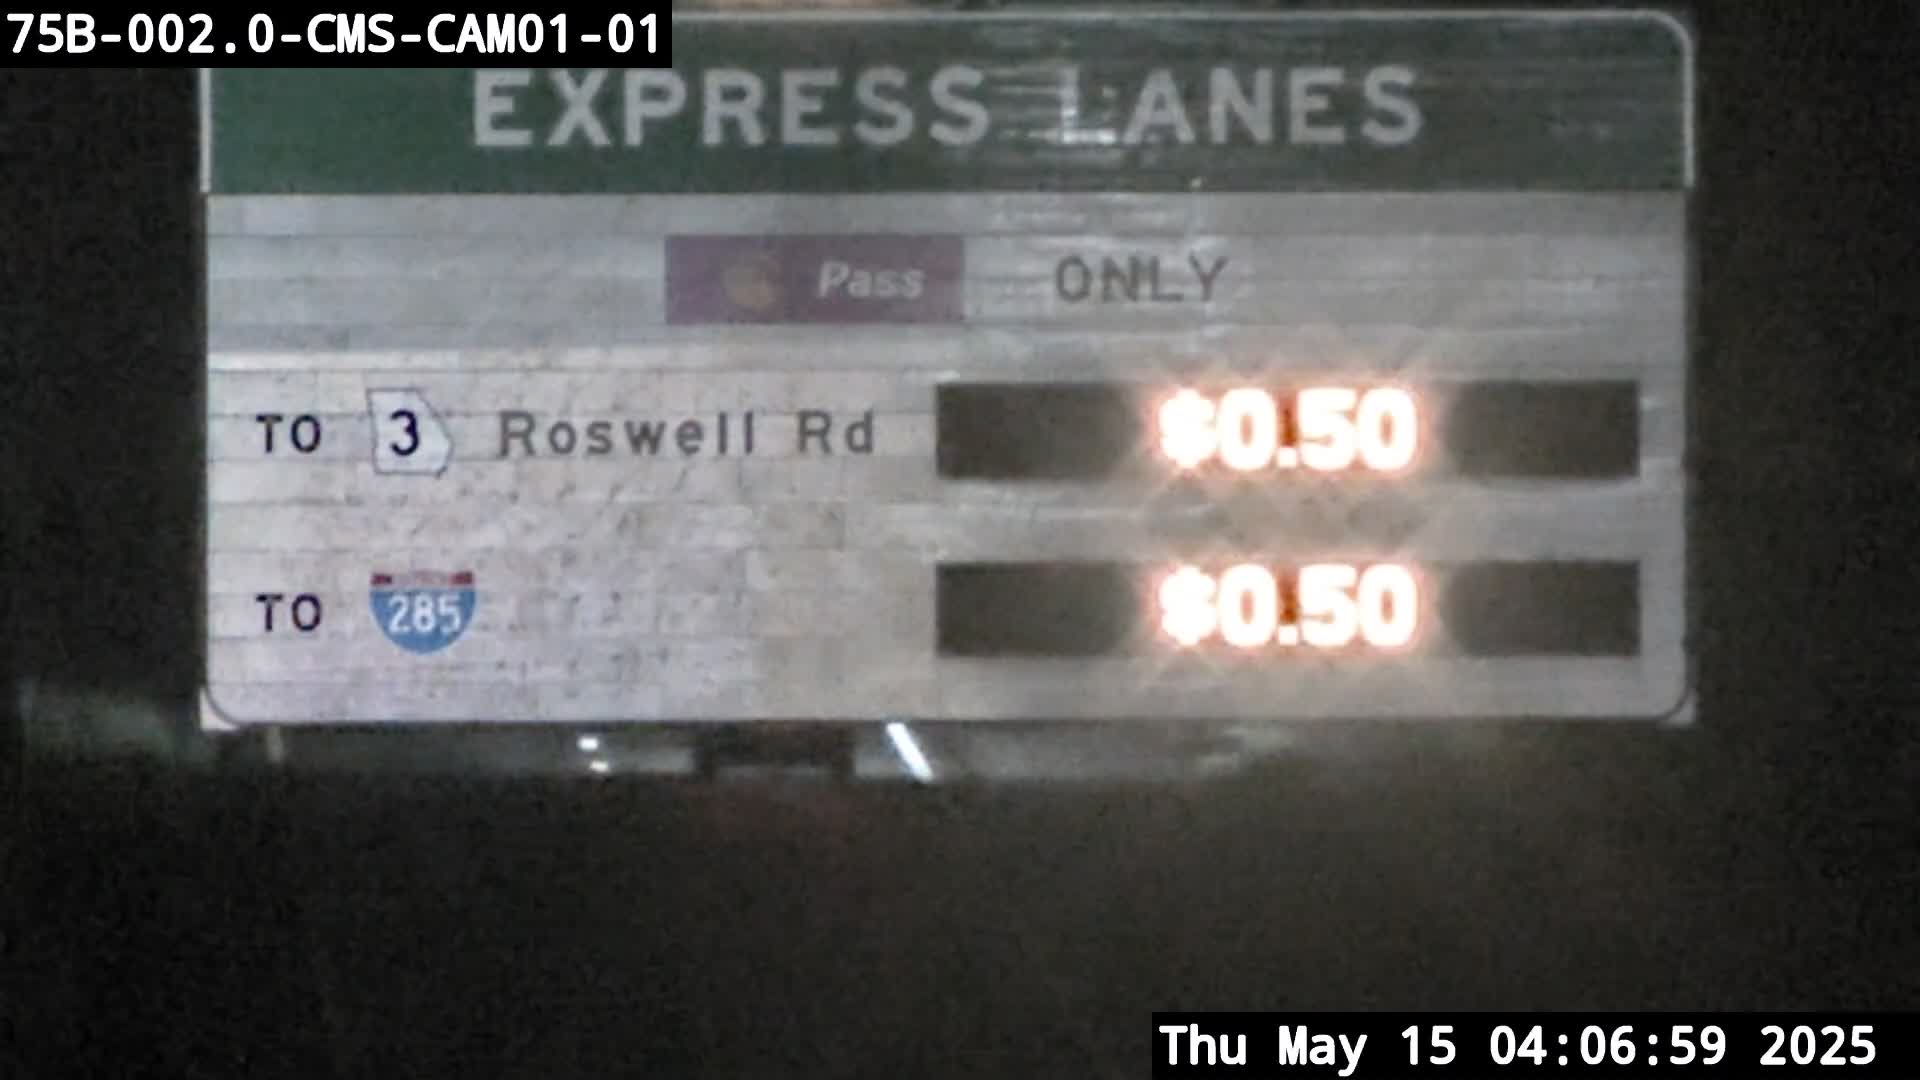 75B-002.0-CMS-CAM01-01
EXPRESS LANES
Pass ONLY
TO 3 Roswell Rd $0.50
TO 285 $0.50
Thu May 15 04:06:59 2025